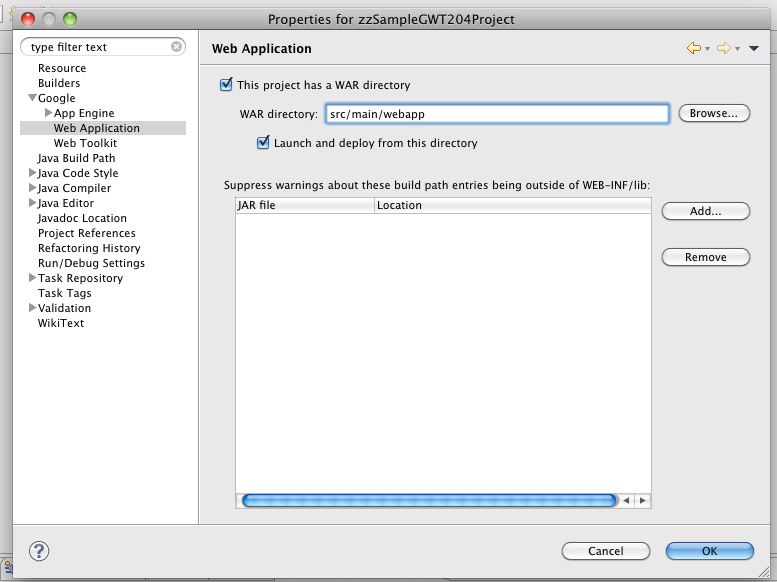 Properties for zzSampleGWT204Project
type filter text
Resource
Builders
Google
App Engine
Web Application
Web Toolkit
Java Build Path
Java Code Style
Java Compiler
Java Editor
Javadoc Location
Project References
Refactoring History
Run/Debug Settings
Task Repository
Task Tags
Validation
WikiText
Web Application
This project has a WAR directory
WAR directory: src/main/webapp Browse...
Launch and deploy from this directory
Suppress warnings about these build path entries being outside of WEB-INF/lib:
JAR file Location
Add...
Remove
? Cancel OK